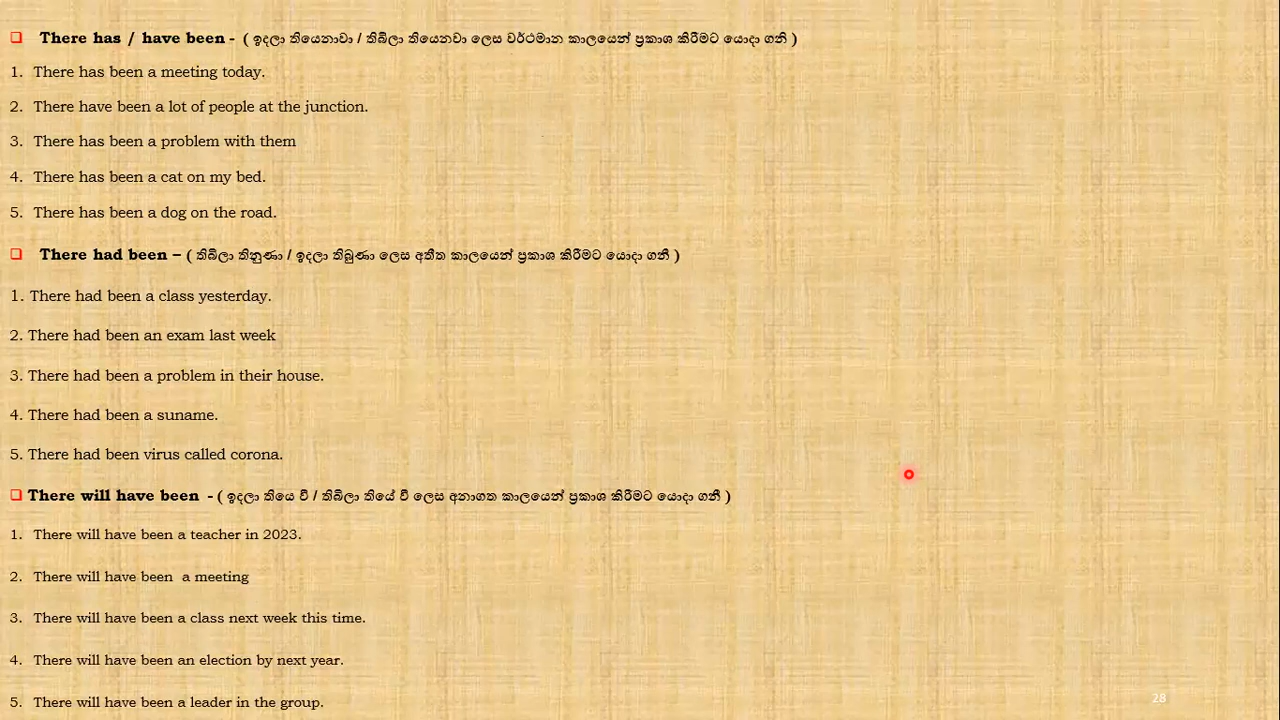 ❑ There has / have been - ( ඉඳලා තියෙනාවා / තිබිලා තියෙනවා ලෙස වර්ථමාන කාලයෙන් ප්‍රකාශ කිරීමට යොදා ගනි )
1. There has been a meeting today.
2. There have been a lot of people at the junction.
3. There has been a problem with them
4. There has been a cat on my bed.
5. There has been a dog on the road.
❑ There had been – ( තිබිලා තිනුණා / ඉඳලා තිබුණා ලෙස අතීත කාලයෙන් ප්‍රකාශ කිරීමට යොදා ගනී )
1. There had been a class yesterday.
2. There had been an exam last week
3. There had been a problem in their house.
4. There had been a suname.
5. There had been virus called corona.
❑ There will have been - ( ඉඳලා තියෙ වී / තිබිලා තියේ වී ලෙස අනාගත කාලයෙන් ප්‍රකාශ කිරීමට යොදා ගනී )
1. There will have been a teacher in 2023.
2. There will have been a meeting
3. There will have been a class next week this time.
4. There will have been an election by next year.
5. There will have been a leader in the group.
28